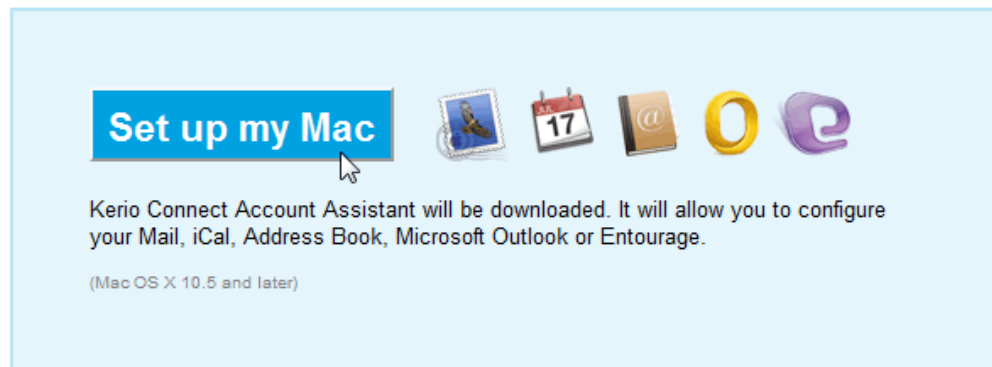 Set up my Mac
JUL
17
@
Kerio Connect Account Assistant will be downloaded. It will allow you to configure
your Mail, iCal, Address Book, Microsoft Outlook or Entourage.
(Mac OS X 10.5 and later)